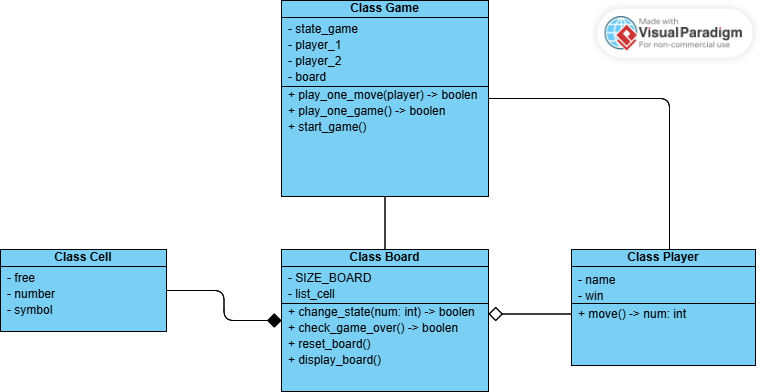 Class Game
- state_game
- player_1
- player_2
- board
+ play_one_move(player) -> boolen
+ play_one_game() -> boolen
+ start_game()
Made with
Visual Paradigm
For non-commercial use
Class Cell
- free
- number
- symbol
Class Board
- SIZE_BOARD
- list_cell
+ change_state(num: int) -> boolen
+ check_game_over() -> boolen
+ reset_board()
+ display_board()
Class Player
- name
- win
+ move() -> num: int